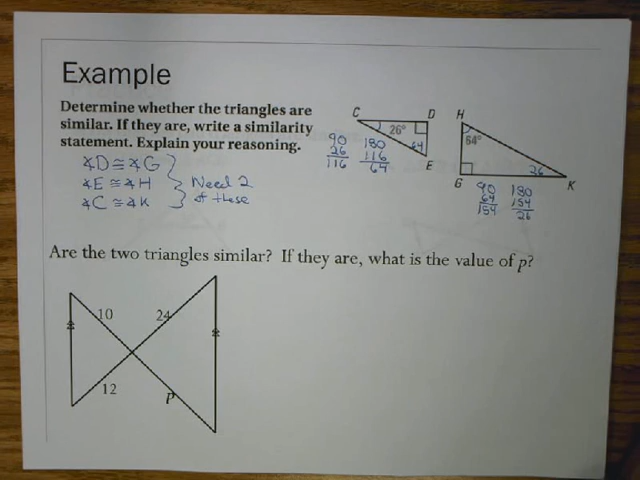 Example
Determine whether the triangles are
similar. If they are, write a similarity
statement. Explain your reasoning.
∡D ≅ ∡G
∡E ≅ ∡H
∡C ≅ ∡K
Need 2
of these
C
D
26°
64
E
90
26
116
180
116
64
H
64°
26
G
K
90
64
154
180
154
26
Are the two triangles similar? If they are, what is the value of p?
10
24
12
p